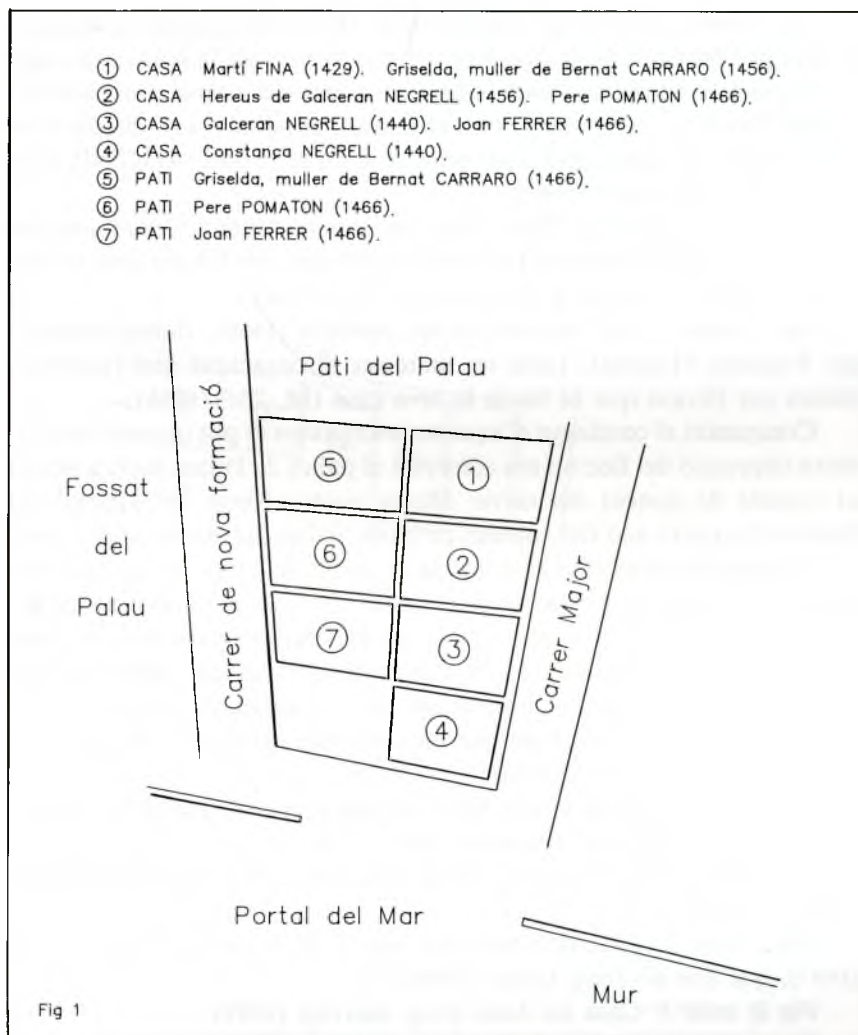 ① CASA Martí FINA (1429). Griselda, muller de Bernat CARRARO (1456).
② CASA Hereus de Galceran NEGRELL (1456). Pere POMATON (1466).
③ CASA Galceran NEGRELL (1440). Joan FERRER (1466).
④ CASA Constança NEGRELL (1440).
⑤ PATI Griselda, muller de Bernat CARRARO (1466).
⑥ PATI Pere POMATON (1466).
⑦ PATI Joan FERRER (1466).
Pati del Palau
Fossat
del
Palau
Carrer de nova formació
⑤
①
⑥
②
⑦
③
④
Carrer Major
Portal del Mar
Mur
Fig 1